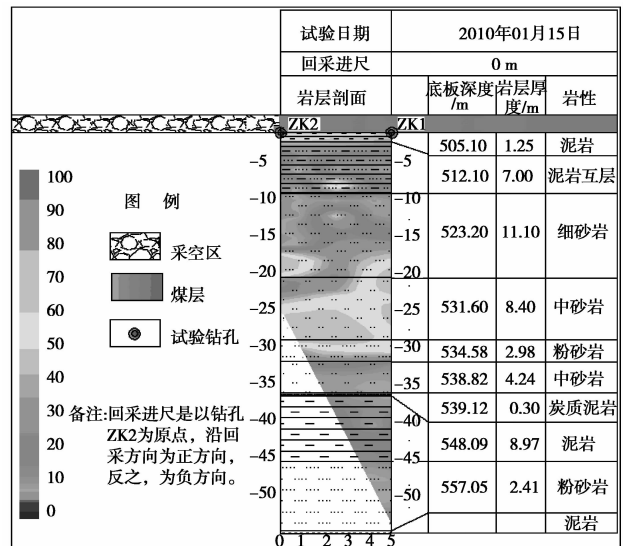 试验日期 2010年01月15日
回采进尺 0 m
岩层剖面 底板深度/m 岩层厚度/m 岩性
ZK2 ZK1
505.10 1.25 泥岩
512.10 7.00 泥岩互层
523.20 11.10 细砂岩
531.60 8.40 中砂岩
534.58 2.98 粉砂岩
538.82 4.24 中砂岩
539.12 0.30 炭质泥岩
548.09 8.97 泥岩
557.05 2.41 粉砂岩
泥岩
-5
-10
-15
-20
-25
-30
-35
-40
-45
-50
-5
-10
-15
-20
-25
-30
-35
-40
-45
-50
0 1 2 3 4 5
100
90
80
70
60
50
40
30
20
10
0
图 例
采空区
煤层
试验钻孔
备注:回采进尺是以钻孔
ZK2为原点，沿回
采方向为正方向，
反之，为负方向。